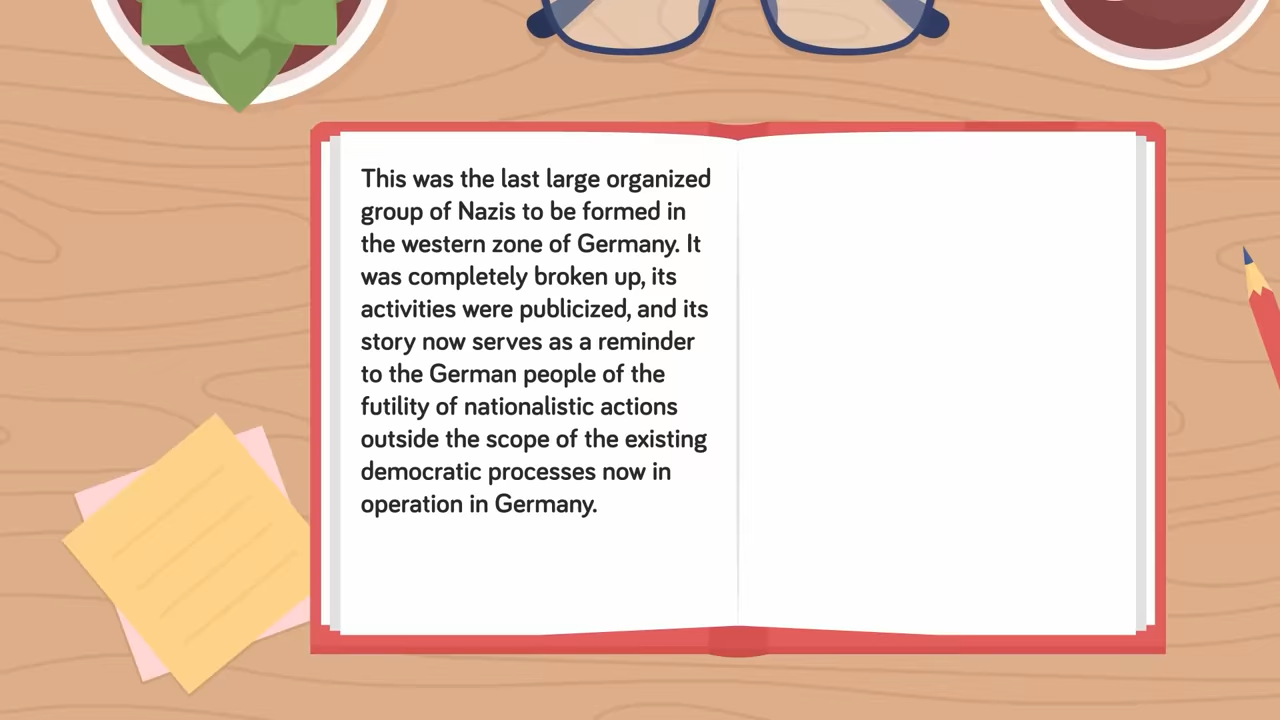 This was the last large organized
group of Nazis to be formed in
the western zone of Germany. It
was completely broken up, its
activities were publicized, and its
story now serves as a reminder
to the German people of the
futility of nationalistic actions
outside the scope of the existing
democratic processes now in
operation in Germany.